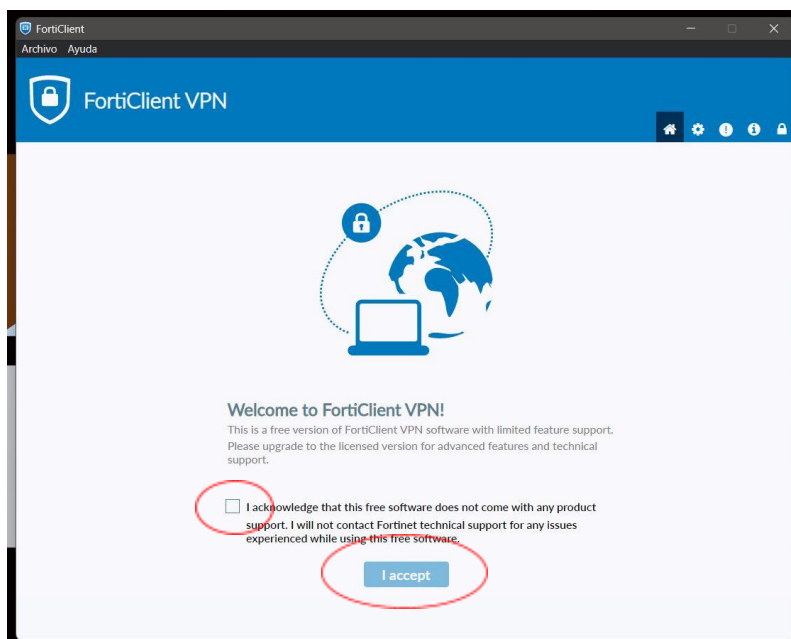 FortiClient
Archivo Ayuda
FortiClient VPN
Welcome to FortiClient VPN!
This is a free version of FortiClient VPN software with limited feature support.
Please upgrade to the licensed version for advanced features and technical
support.
I acknowledge that this free software does not come with any product
support. I will not contact Fortinet technical support for any issues
experienced while using this free software.
I accept